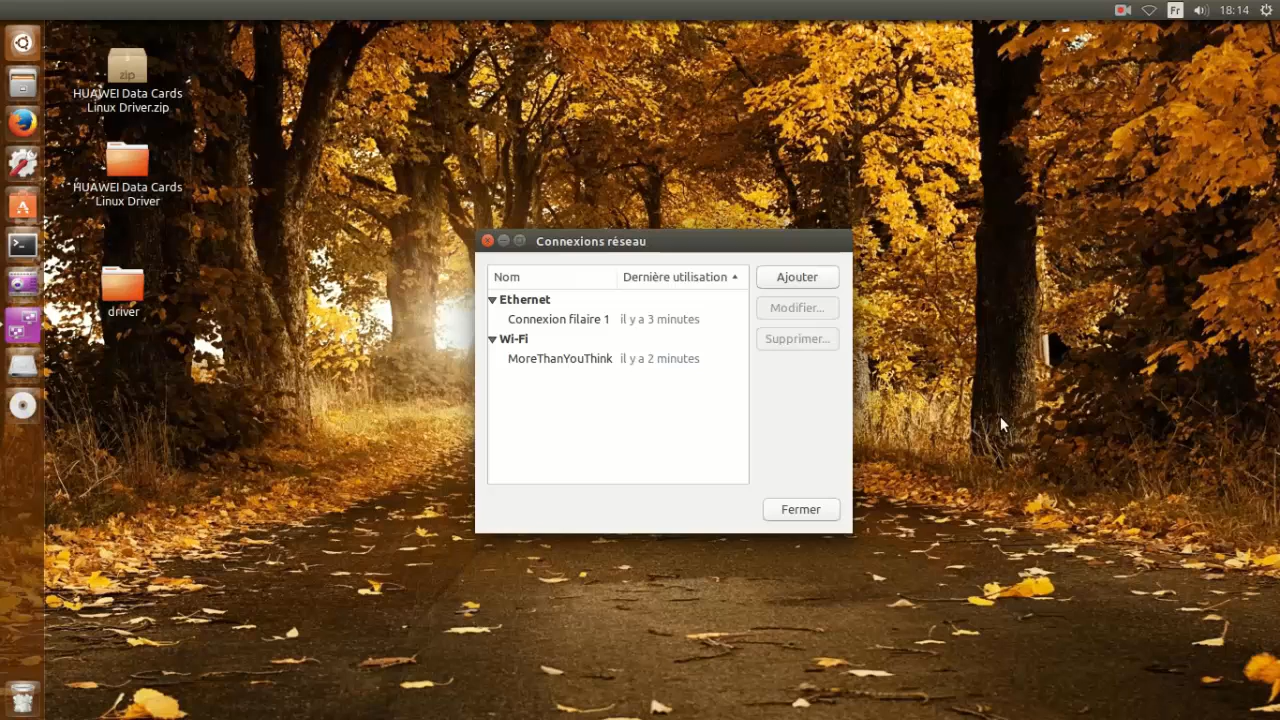 Fr
18:14
zip
HUAWEI Data Cards
Linux Driver.zip
HUAWEI Data Cards
Linux Driver
driver
Connexions réseau
Nom Dernière utilisation
Ethernet
Connexion filaire 1 il y a 3 minutes
Wi-Fi
MoreThanYouThink il y a 2 minutes
Ajouter
Modifier...
Supprimer...
Fermer